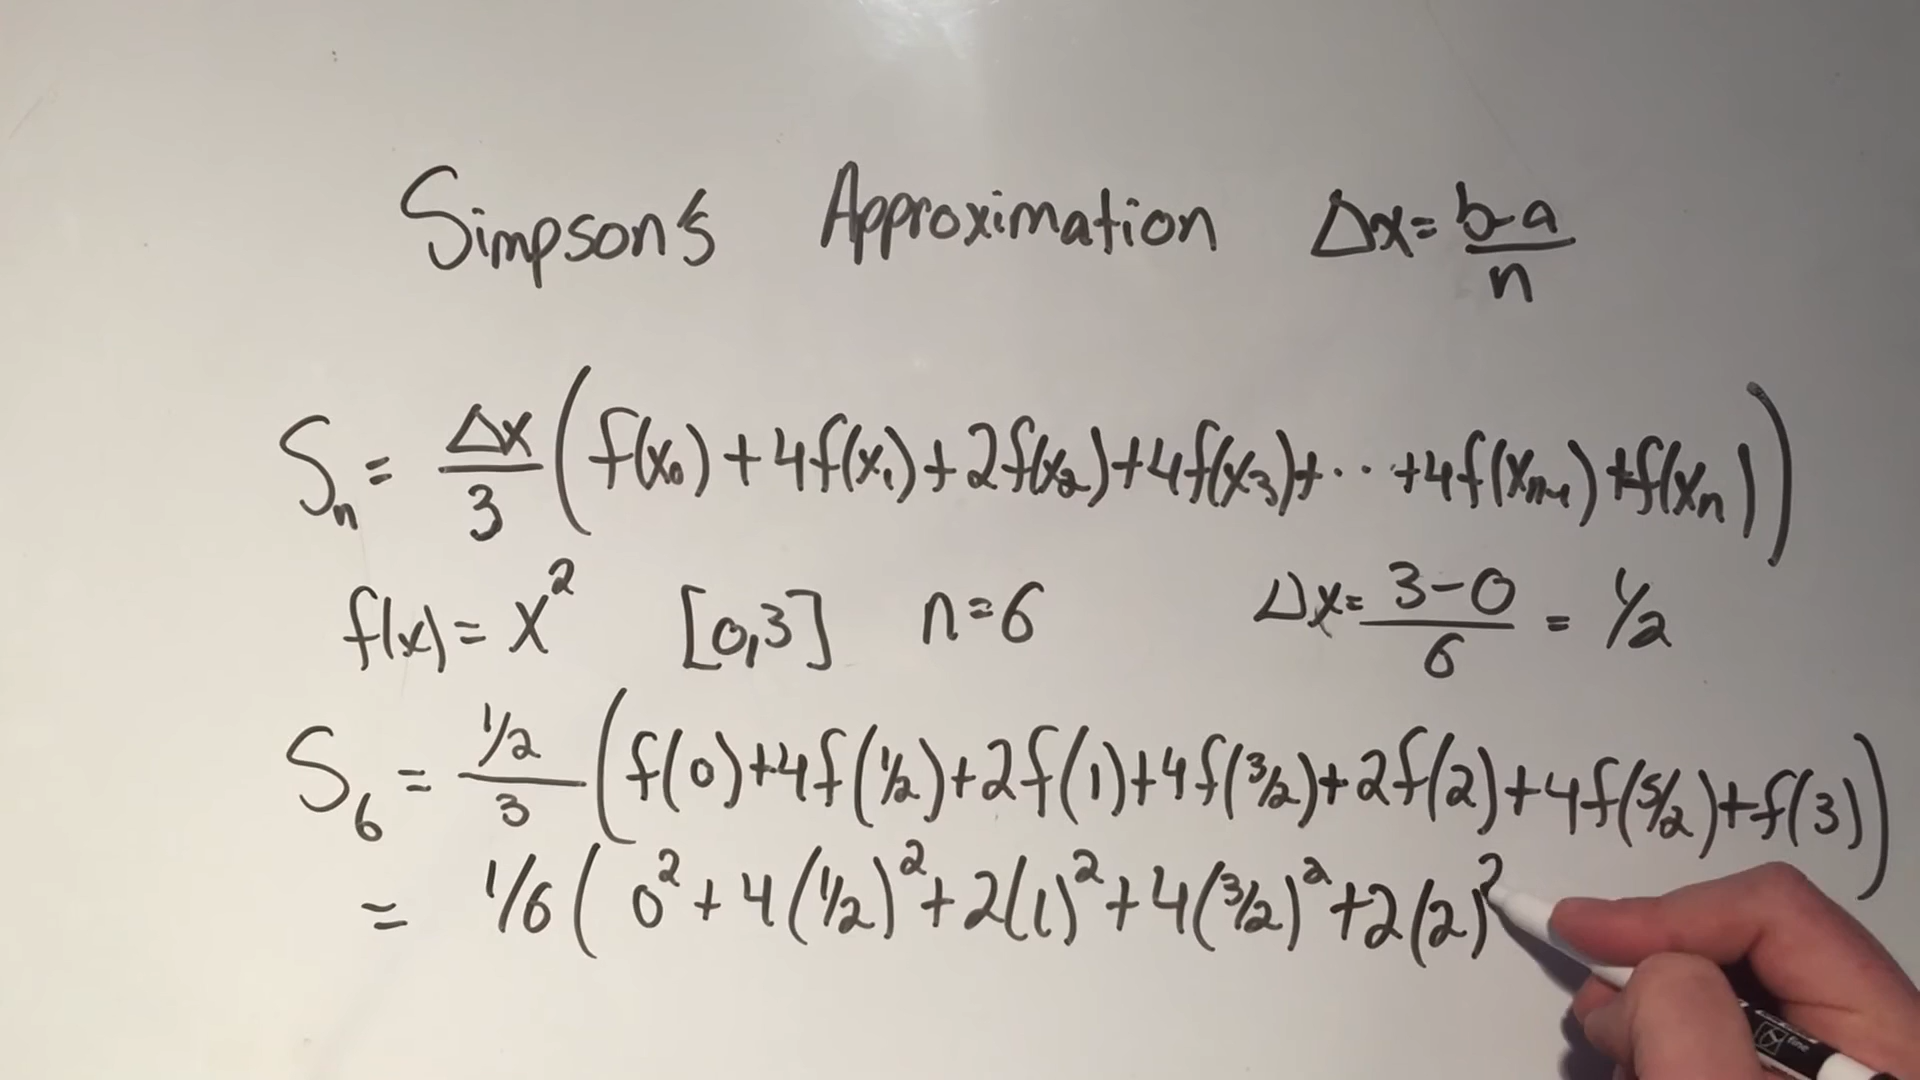 Simpson's Approximation Δx = b-a/n
Sₙ = Δx/3 (f(x₀) + 4f(x₁) + 2f(x₂) + 4f(x₃) + ··· + 4f(xₙ₋₁) + f(xₙ))
f(x) = x² [0,3] n=6 Δx = 3-0/6 = 1/2
S₆ = 1/2/3 (f(0) + 4f(1/2) + 2f(1) + 4f(3/2) + 2f(2) + 4f(5/2) + f(3))
= 1/6 ( 0² + 4(1/2)² + 2(1)² + 4(3/2)² + 2(2)²
fine